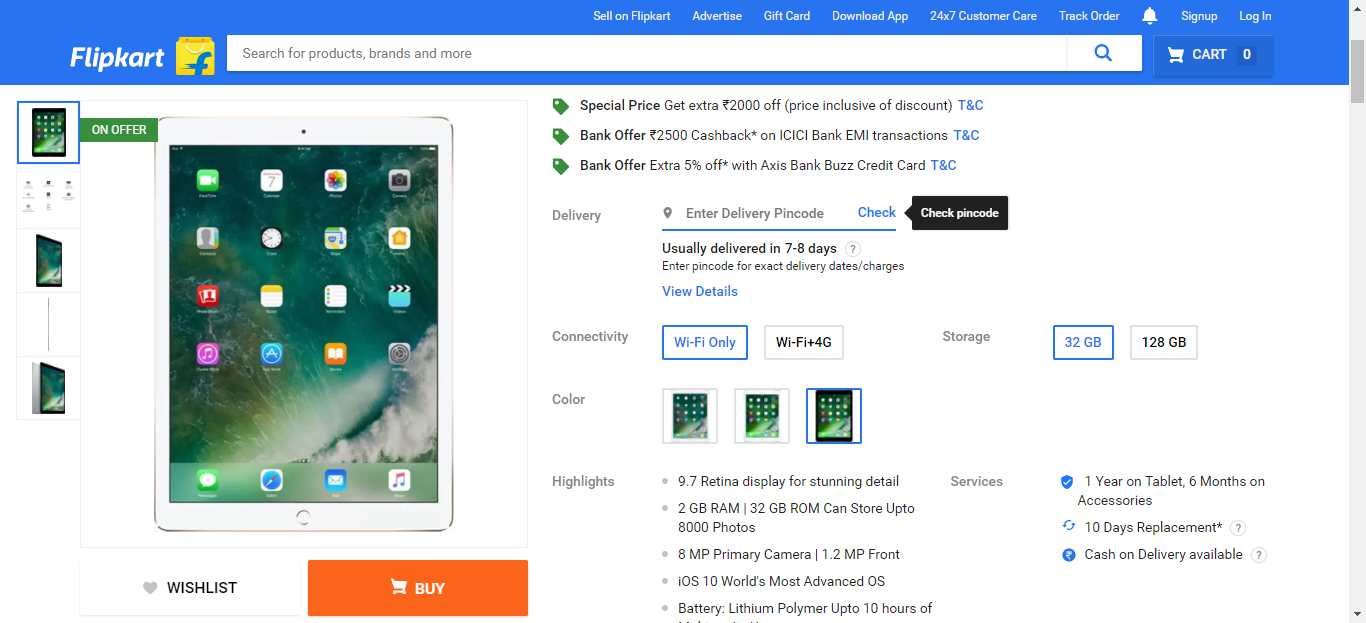 Sell on Flipkart Advertise Gift Card Download App 24x7 Customer Care Track Order Signup Log In
Flipkart
Search for products, brands and more
CART 0
ON OFFER
Special Price Get extra ₹2000 off (price inclusive of discount) T&C
Bank Offer ₹2500 Cashback* on ICICI Bank EMI transactions T&C
Bank Offer Extra 5% off* with Axis Bank Buzz Credit Card T&C
Delivery
Enter Delivery Pincode Check
Check pincode
Usually delivered in 7-8 days ?
Enter pincode for exact delivery dates/charges
View Details
Connectivity
Wi-Fi Only Wi-Fi+4G
Storage
32 GB 128 GB
Color
Highlights
9.7 Retina display for stunning detail
2 GB RAM | 32 GB ROM Can Store Upto
8000 Photos
8 MP Primary Camera | 1.2 MP Front
iOS 10 World's Most Advanced OS
Battery: Lithium Polymer Upto 10 hours of
Services
1 Year on Tablet, 6 Months on
Accessories
10 Days Replacement* ?
Cash on Delivery available ?
WISHLIST
BUY